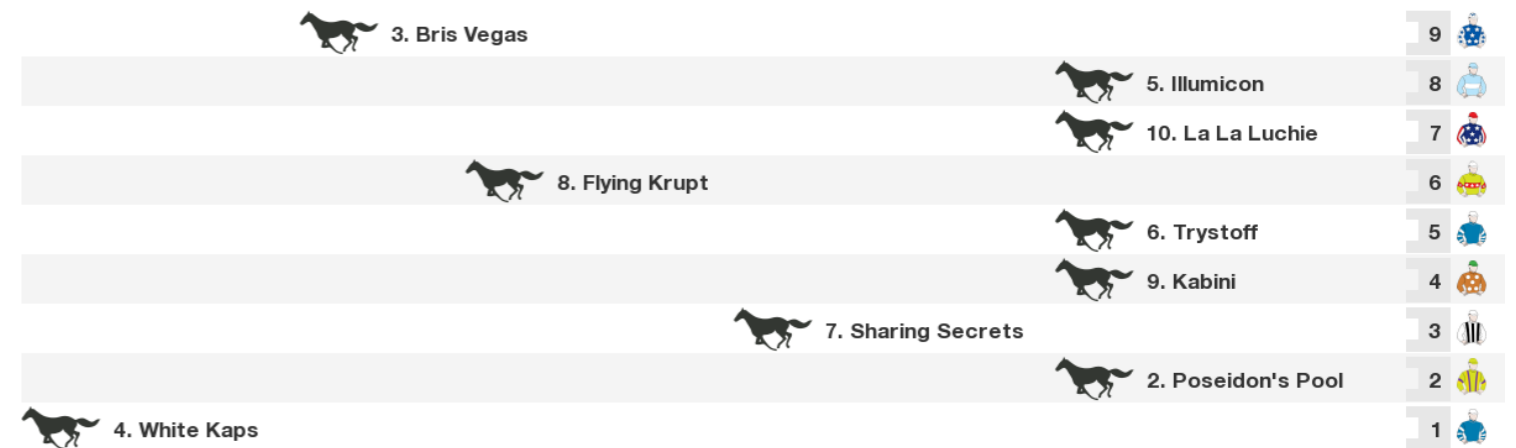 3. Bris Vegas 9
5. Illumicon 8
10. La La Luchie 7
8. Flying Krupt 6
6. Trystoff 5
9. Kabini 4
7. Sharing Secrets 3
2. Poseidon's Pool 2
4. White Kaps 1